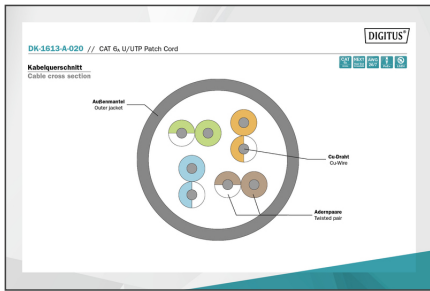 DIGITUS®
DK-1613-A-020 // CAT 6A U/UTP Patch Cord
Kabelquerschnitt
Cable cross section
Außenmantel
Outer jacket
Cu-Draht
Cu-Wire
Adernpaare
Twisted pair